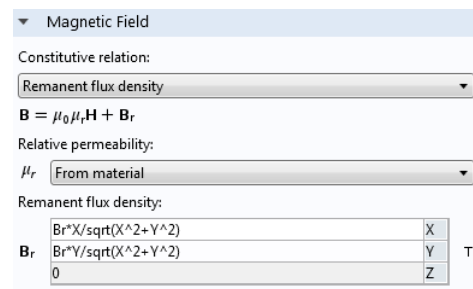 Magnetic Field
Constitutive relation:
Remanent flux density
B = μ₀μᵣH + Bᵣ
Relative permeability:
μᵣ From material
Remanent flux density:
Br*X/sqrt(X^2+Y^2) X
Bᵣ Br*Y/sqrt(X^2+Y^2) Y T
0 Z